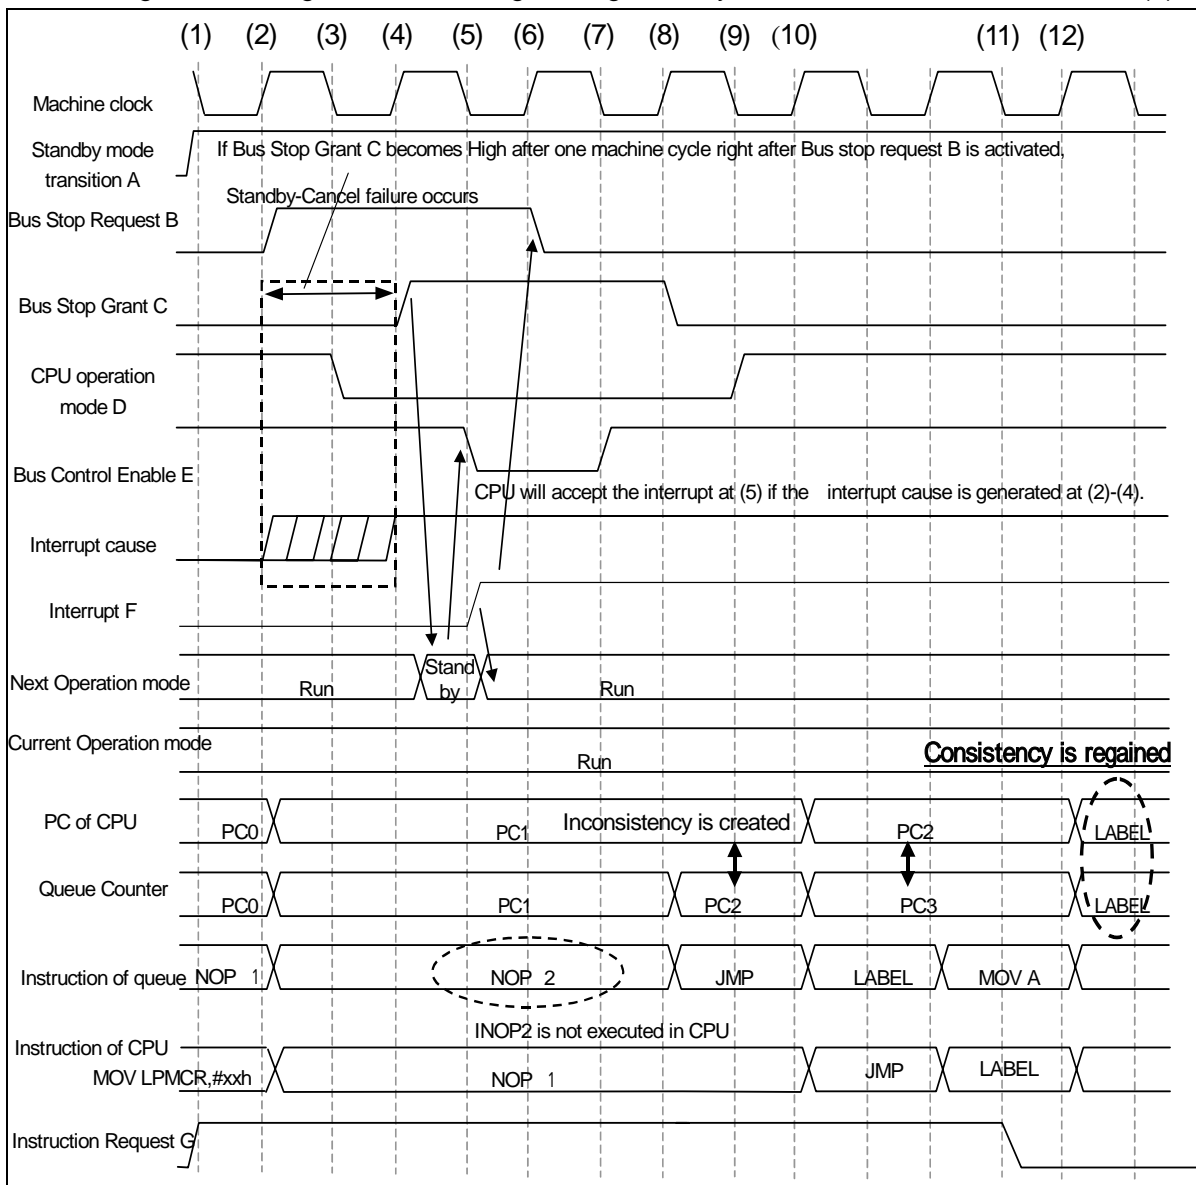 (1) (2) (3) (4) (5) (6) (7) (8) (9) (10) (11) (12)
Machine clock
Standby mode
transition A
If Bus Stop Grant C becomes High after one machine cycle right after Bus stop request B is activated,
Standby-Cancel failure occurs
Bus Stop Request B
Bus Stop Grant C
CPU operation
mode D
Bus Control Enable E
CPU will accept the interrupt at (5) if the interrupt cause is generated at (2)-(4).
Interrupt cause
Interrupt F
Next Operation mode
Run
Stand
by
Run
Current Operation mode
Run
Consistency is regained
PC of CPU
PC0
PC1
Inconsistency is created
PC2
LABEL
Queue Counter
PC0
PC1
PC2
PC3
LABEL
Instruction of queue
NOP 1
NOP 2
JMP
LABEL
MOV A
INOP2 is not executed in CPU
Instruction of CPU
MOV LPMCR,#xxh
NOP 1
JMP
LABEL
Instruction Request G